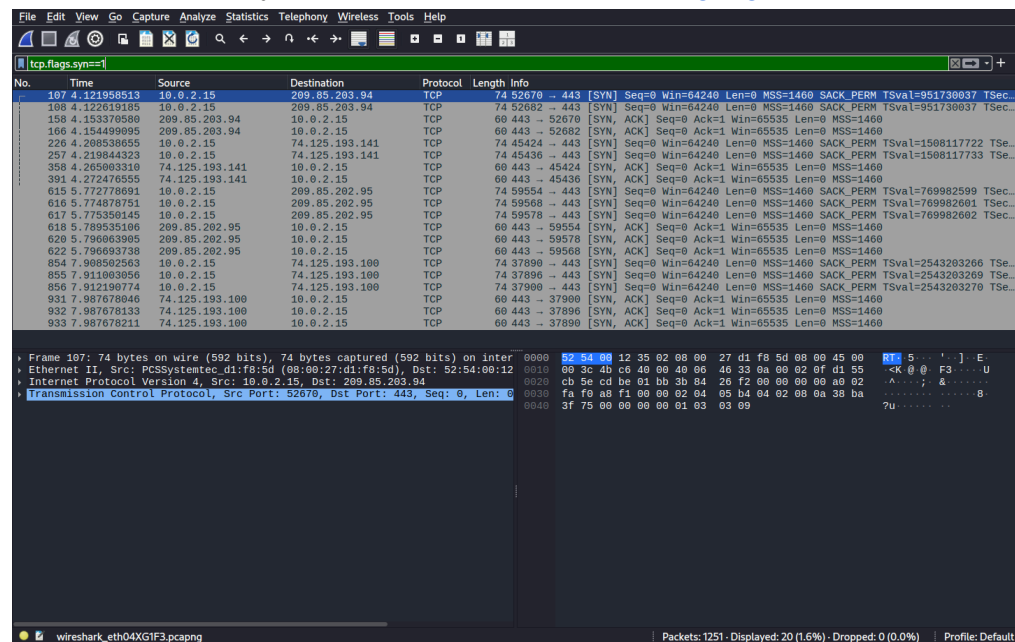 File Edit View Go Capture Analyze Statistics Telephony Wireless Tools Help
tcp.flags.syn==1
No. Time Source Destination Protocol Length Info
107 4.121958513 10.0.2.15 209.85.203.94 TCP 74 52670 → 443 [SYN] Seq=0 Win=64240 Len=0 MSS=1460 SACK_PERM TSval=951730037 TSec…
108 4.122619185 10.0.2.15 209.85.203.94 TCP 74 52682 → 443 [SYN] Seq=0 Win=64240 Len=0 MSS=1460 SACK_PERM TSval=951730037 TSec…
158 4.153370580 209.85.203.94 10.0.2.15 TCP 60 443 → 52670 [SYN, ACK] Seq=0 Ack=1 Win=65535 Len=0 MSS=1460
166 4.154499095 209.85.203.94 10.0.2.15 TCP 60 443 → 52682 [SYN, ACK] Seq=0 Ack=1 Win=65535 Len=0 MSS=1460
226 4.208538655 10.0.2.15 74.125.193.141 TCP 74 45424 → 443 [SYN] Seq=0 Win=64240 Len=0 MSS=1460 SACK_PERM TSval=1508117722 TSe…
257 4.219844323 10.0.2.15 74.125.193.141 TCP 74 45436 → 443 [SYN] Seq=0 Win=64240 Len=0 MSS=1460 SACK_PERM TSval=1508117733 TSe…
358 4.265003310 74.125.193.141 10.0.2.15 TCP 60 443 → 45424 [SYN, ACK] Seq=0 Ack=1 Win=65535 Len=0 MSS=1460
391 4.272476555 74.125.193.141 10.0.2.15 TCP 60 443 → 45436 [SYN, ACK] Seq=0 Ack=1 Win=65535 Len=0 MSS=1460
615 5.772778691 10.0.2.15 209.85.202.95 TCP 74 59554 → 443 [SYN] Seq=0 Win=64240 Len=0 MSS=1460 SACK_PERM TSval=769982599 TSec…
616 5.774878751 10.0.2.15 209.85.202.95 TCP 74 59568 → 443 [SYN] Seq=0 Win=64240 Len=0 MSS=1460 SACK_PERM TSval=769982601 TSec…
617 5.775350145 10.0.2.15 209.85.202.95 TCP 74 59578 → 443 [SYN] Seq=0 Win=64240 Len=0 MSS=1460 SACK_PERM TSval=769982602 TSec…
618 5.789535106 209.85.202.95 10.0.2.15 TCP 60 443 → 59554 [SYN, ACK] Seq=0 Ack=1 Win=65535 Len=0 MSS=1460
620 5.796063905 209.85.202.95 10.0.2.15 TCP 60 443 → 59578 [SYN, ACK] Seq=0 Ack=1 Win=65535 Len=0 MSS=1460
622 5.796693738 209.85.202.95 10.0.2.15 TCP 60 443 → 59568 [SYN, ACK] Seq=0 Ack=1 Win=65535 Len=0 MSS=1460
854 7.908502563 10.0.2.15 74.125.193.100 TCP 74 37890 → 443 [SYN] Seq=0 Win=64240 Len=0 MSS=1460 SACK_PERM TSval=2543203266 TSe…
855 7.911003056 10.0.2.15 74.125.193.100 TCP 74 37896 → 443 [SYN] Seq=0 Win=64240 Len=0 MSS=1460 SACK_PERM TSval=2543203269 TSe…
856 7.912190774 10.0.2.15 74.125.193.100 TCP 74 37900 → 443 [SYN] Seq=0 Win=64240 Len=0 MSS=1460 SACK_PERM TSval=2543203270 TSe…
931 7.987678046 74.125.193.100 10.0.2.15 TCP 60 443 → 37900 [SYN, ACK] Seq=0 Ack=1 Win=65535 Len=0 MSS=1460
932 7.987678133 74.125.193.100 10.0.2.15 TCP 60 443 → 37896 [SYN, ACK] Seq=0 Ack=1 Win=65535 Len=0 MSS=1460
933 7.987678211 74.125.193.100 10.0.2.15 TCP 60 443 → 37890 [SYN, ACK] Seq=0 Ack=1 Win=65535 Len=0 MSS=1460
Frame 107: 74 bytes on wire (592 bits), 74 bytes captured (592 bits) on inter
Ethernet II, Src: PCSSystemtec_d1:f8:5d (08:00:27:d1:f8:5d), Dst: 52:54:00:12
Internet Protocol Version 4, Src: 10.0.2.15, Dst: 209.85.203.94
Transmission Control Protocol, Src Port: 52670, Dst Port: 443, Seq: 0, Len: 0
0000 52 54 00 12 35 02 08 00 27 d1 f8 5d 08 00 45 00 RT··5···'··]··E·
0010 00 3c 4b c6 40 00 40 06 46 33 0a 00 02 0f d1 55 ·<K·@·@·F3·····U
0020 cb 5e cd be 01 bb 3b 84 26 f2 00 00 00 00 a0 02 ·^····;·&·······
0030 fa f0 a8 f1 00 00 02 04 05 b4 04 02 08 0a 38 ba ··············8·
0040 3f 75 00 00 00 00 01 03 03 09 ?u········
wireshark_eth04XG1F3.pcapng Packets: 1251 · Displayed: 20 (1.6%) · Dropped: 0 (0.0%) Profile: Default